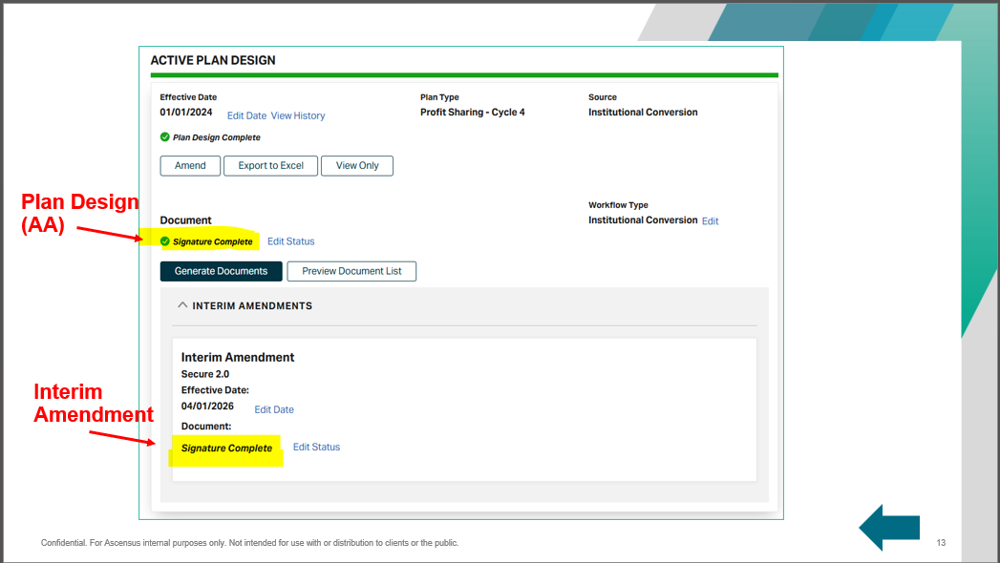 ACTIVE PLAN DESIGN
Effective Date
Plan Type
Source
01/01/2024 Edit Date View History
Profit Sharing - Cycle 4
Institutional Conversion
Plan Design Complete
Amend
Export to Excel
View Only
Plan Design
(AA)
Workflow Type
Document
Institutional Conversion Edit
Signature Complete Edit Status
Generate Documents
Preview Document List
INTERIM AMENDMENTS
Interim Amendment
Secure 2.0
Effective Date:
04/01/2026 Edit Date
Interim
Amendment
Document:
Signature Complete Edit Status
Confidential. For Ascensus internal purposes only. Not intended for use with or distribution to clients or the public.
13